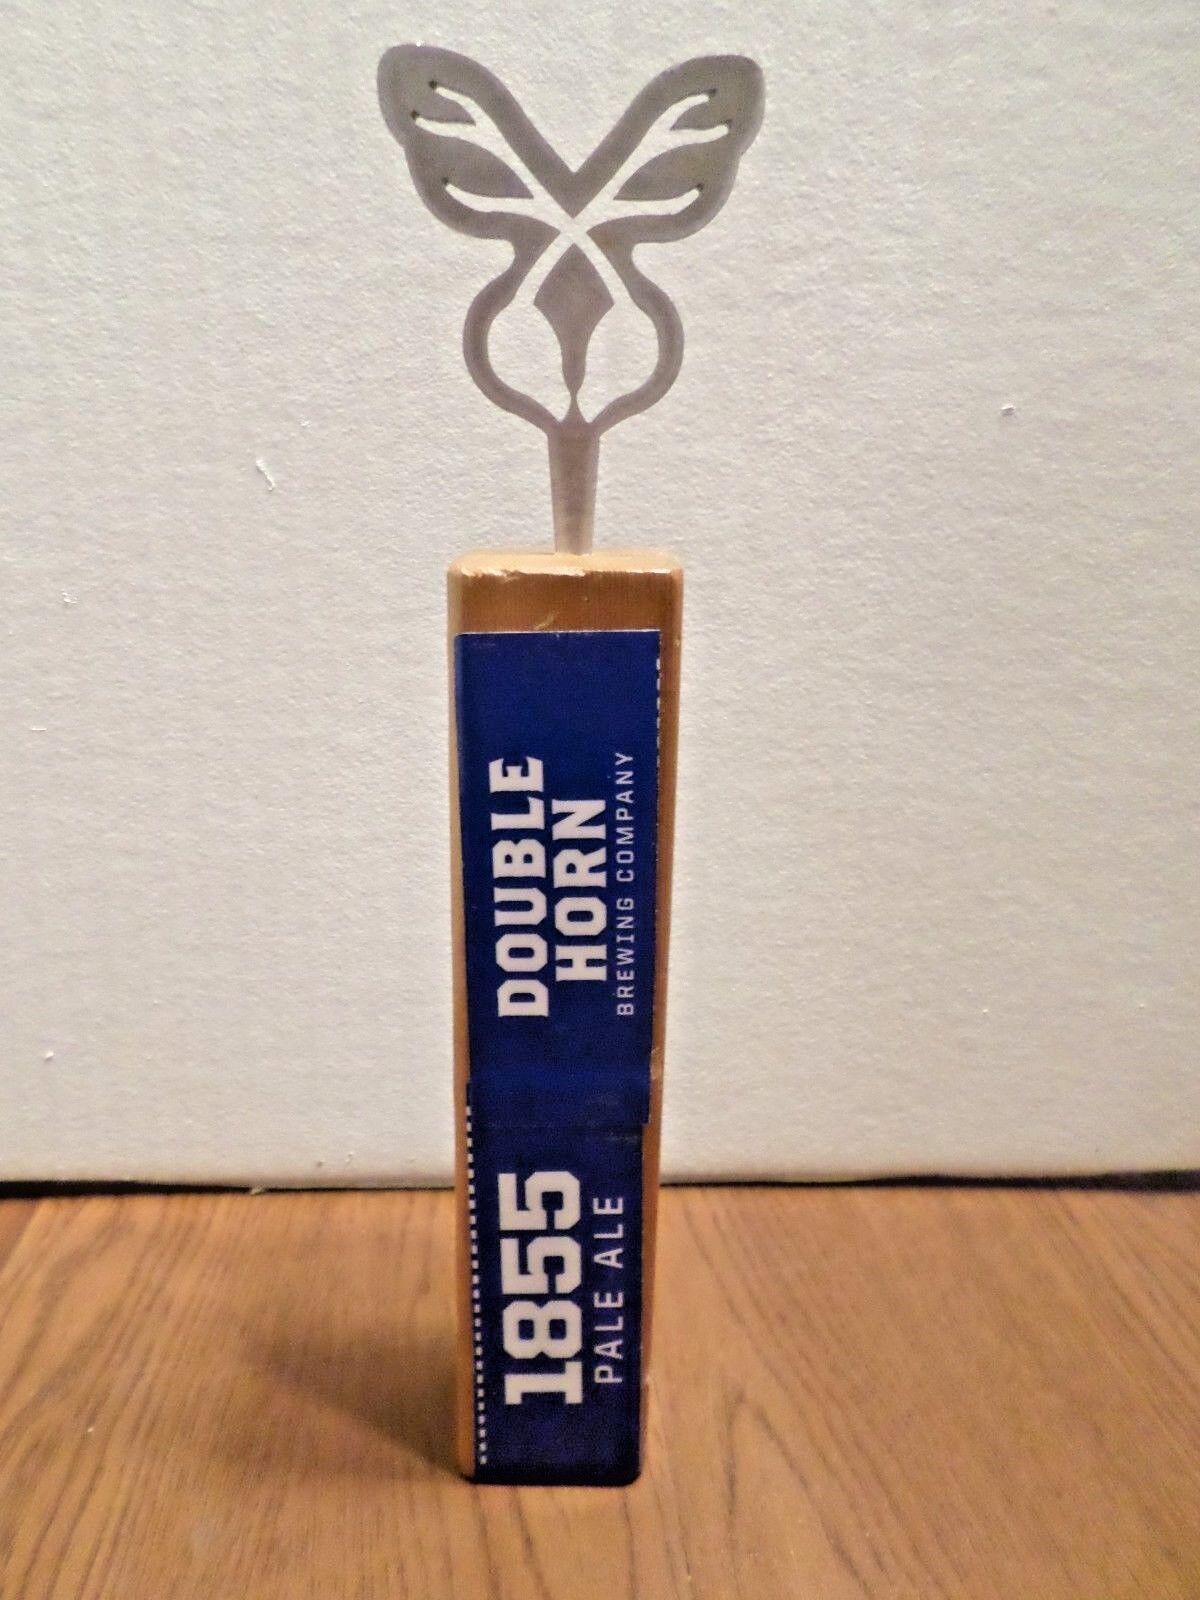 DOUBLE
HORN
BREWING COMPANY
1855
PALE ALE